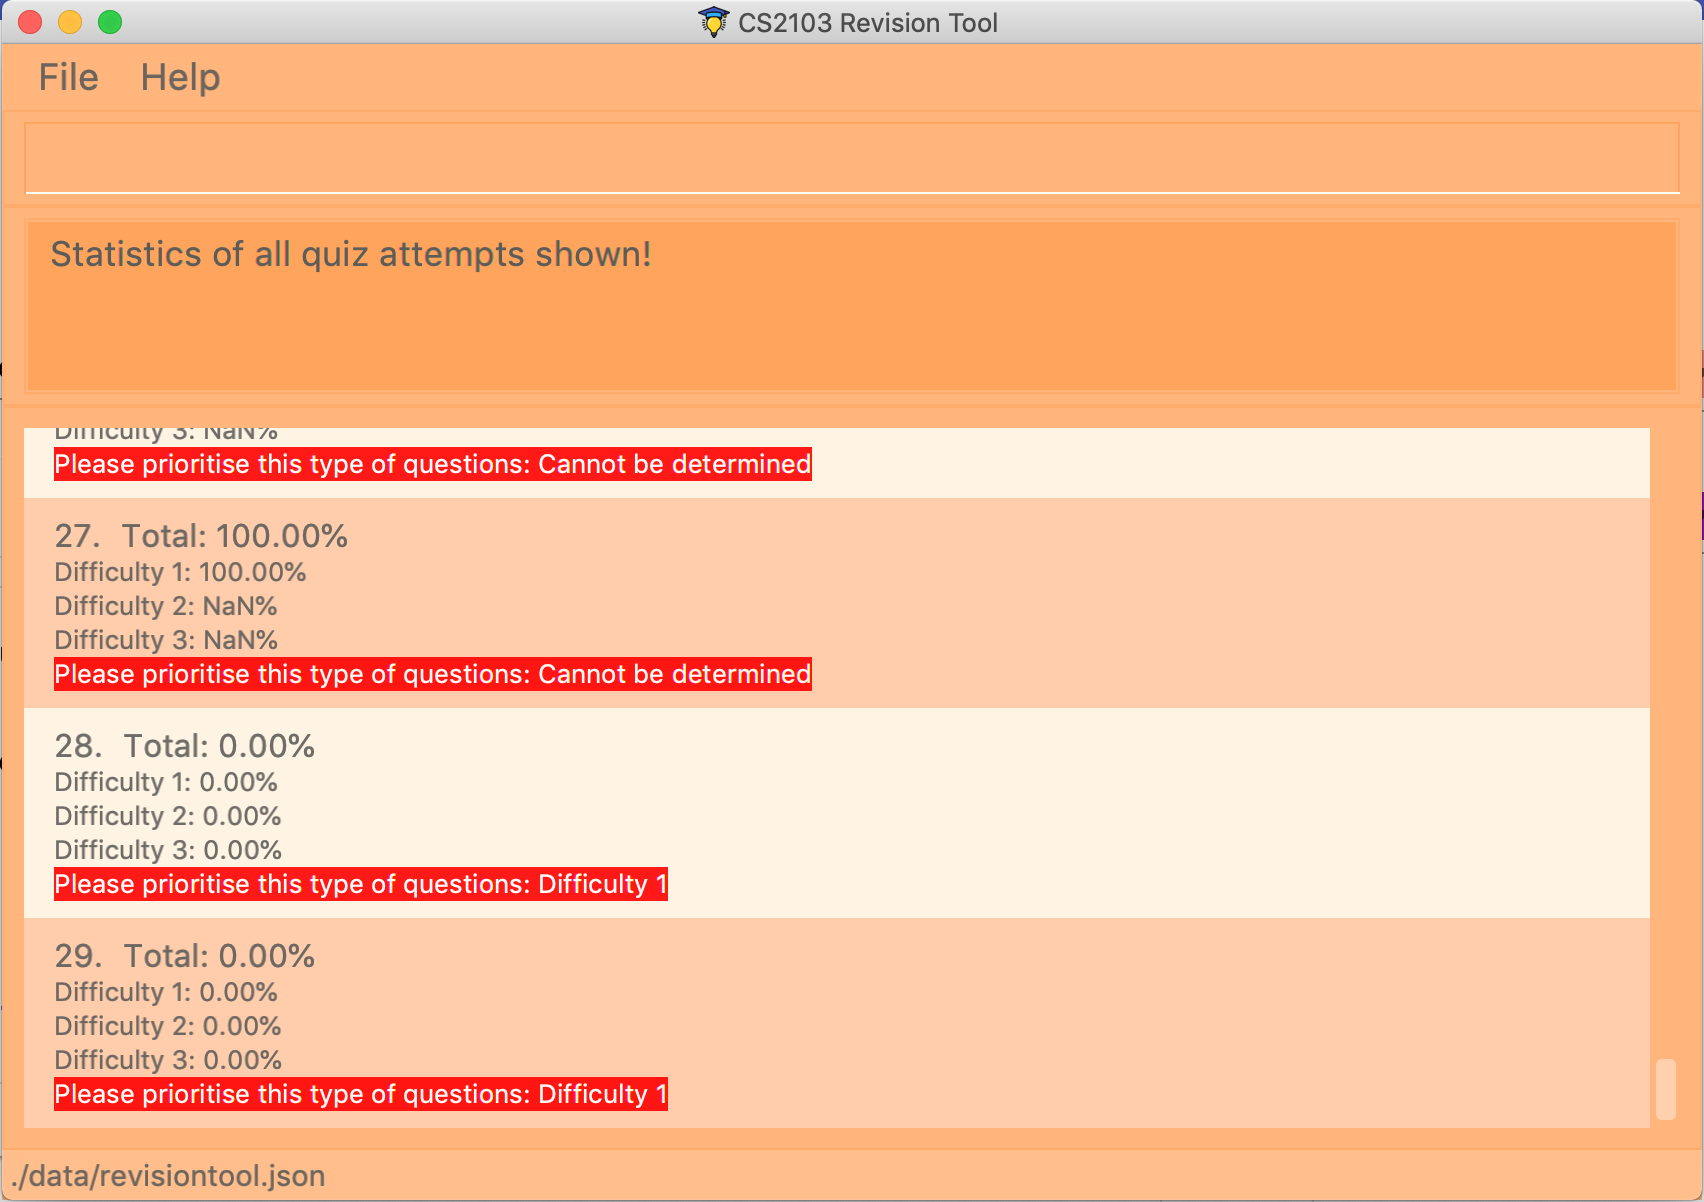 CS2103 Revision Tool
File Help
Statistics of all quiz attempts shown!
Difficulty 3: NaN%
Please prioritise this type of questions: Cannot be determined
27. Total: 100.00%
Difficulty 1: 100.00%
Difficulty 2: NaN%
Difficulty 3: NaN%
Please prioritise this type of questions: Cannot be determined
28. Total: 0.00%
Difficulty 1: 0.00%
Difficulty 2: 0.00%
Difficulty 3: 0.00%
Please prioritise this type of questions: Difficulty 1
29. Total: 0.00%
Difficulty 1: 0.00%
Difficulty 2: 0.00%
Difficulty 3: 0.00%
Please prioritise this type of questions: Difficulty 1
./data/revisiontool.json